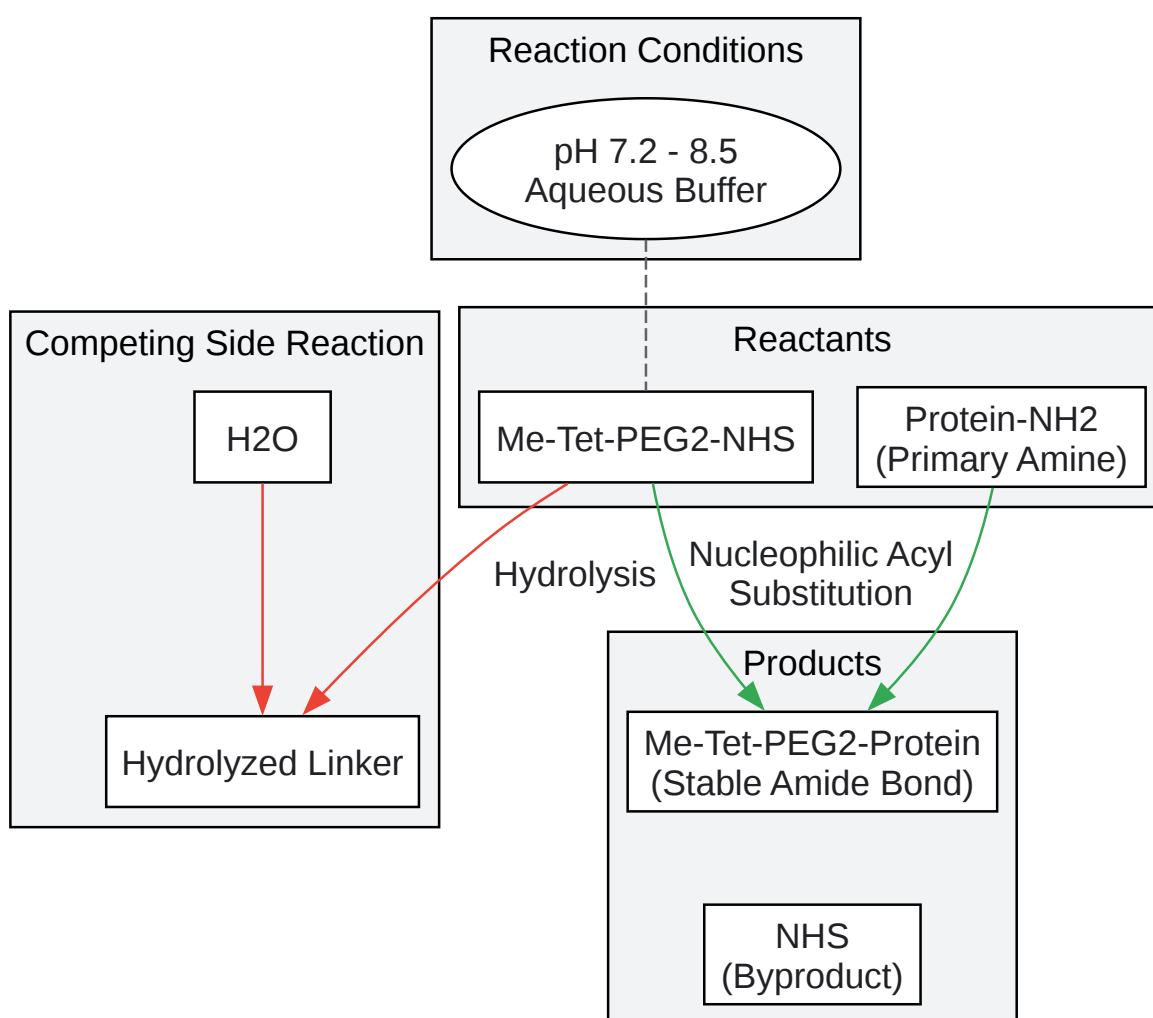 Reaction Conditions
pH 7.2 - 8.5
Aqueous Buffer
Competing Side Reaction
H2O
Hydrolyzed Linker
Reactants
Me-Tet-PEG2-NHS
Protein-NH2
(Primary Amine)
Hydrolysis
Nucleophilic Acyl
Substitution
Products
Me-Tet-PEG2-Protein
(Stable Amide Bond)
NHS
(Byproduct)